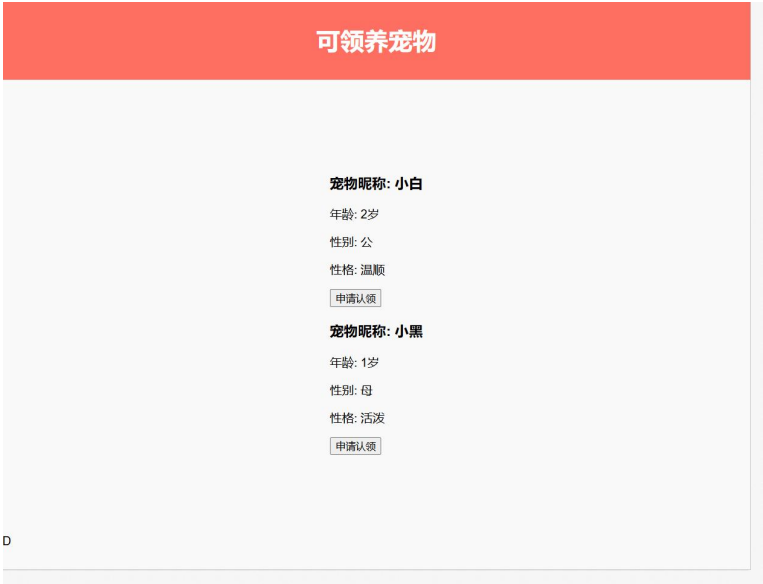 可领养宠物
宠物昵称: 小白
年龄: 2岁
性别: 公
性格: 温顺
申请认领
宠物昵称: 小黑
年龄: 1岁
性别: 母
性格: 活泼
申请认领
D